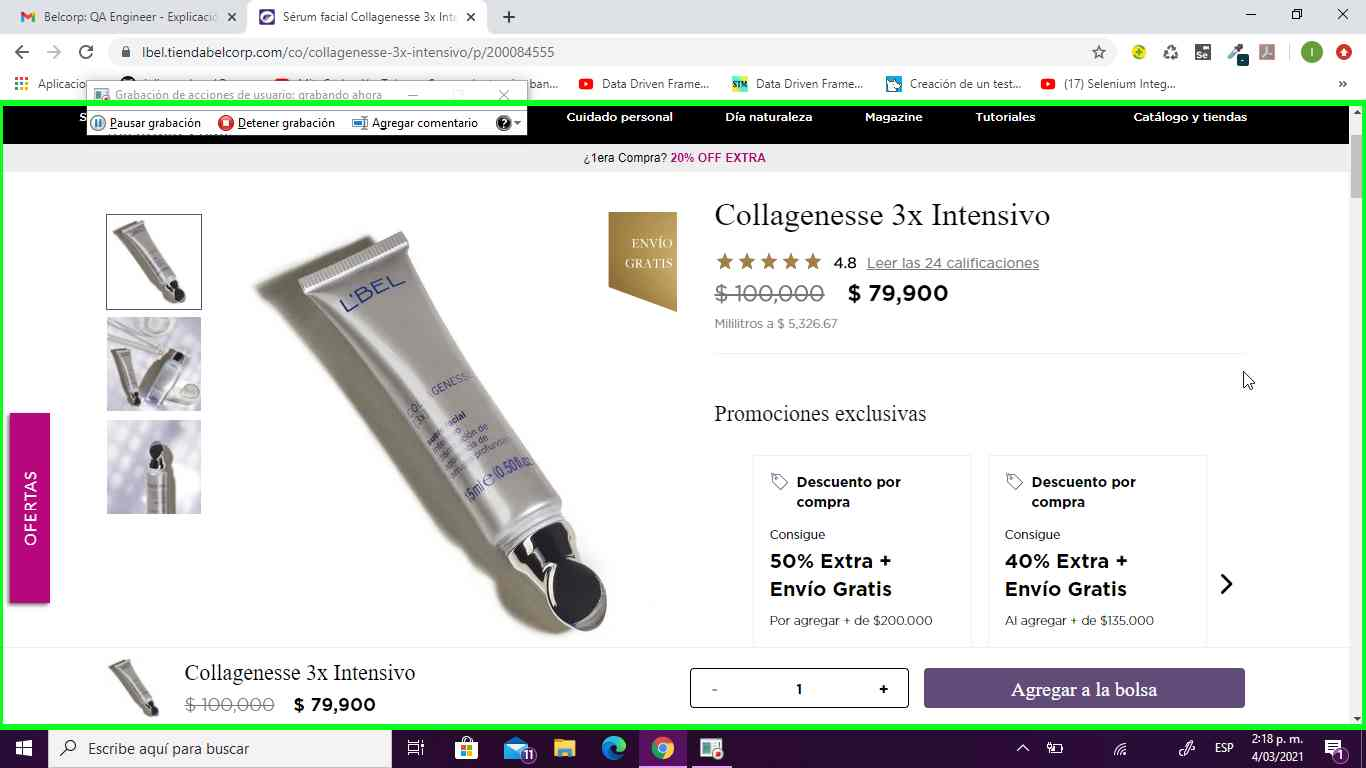 Belcorp: QA Engineer - Explicació
Sérum facial Collagenesse 3x Inte
lbel.tiendabelcorp.com/co/collagenesse-3x-intensivo/p/200084555
Aplicacio
Data Driven Frame...
Data Driven Frame...
Creación de un test...
(17) Selenium Integ...
»
Grabación de acciones de usuario: grabando ahora
Pausar grabación
Detener grabación
Agregar comentario
Cuidado personal
Día naturaleza
Magazine
Tutoriales
Catálogo y tiendas
¿1era Compra? 20% OFF EXTRA
ENVÍO
GRATIS
Collagenesse 3x Intensivo
4.8 Leer las 24 calificaciones
$ 100,000 $ 79,900
Mililitros a $ 5,326.67
L'BEL
Promociones exclusivas
Descuento por
compra
Consigue
50% Extra +
Envío Gratis
Por agregar + de $200.000
Descuento por
compra
Consigue
40% Extra +
Envío Gratis
Al agregar + de $135.000
OFERTAS
Collagenesse 3x Intensivo
$ 100,000 $ 79,900
- 1 +
Agregar a la bolsa
Escribe aquí para buscar
11
ESP
2:18 p. m.
4/03/2021
1